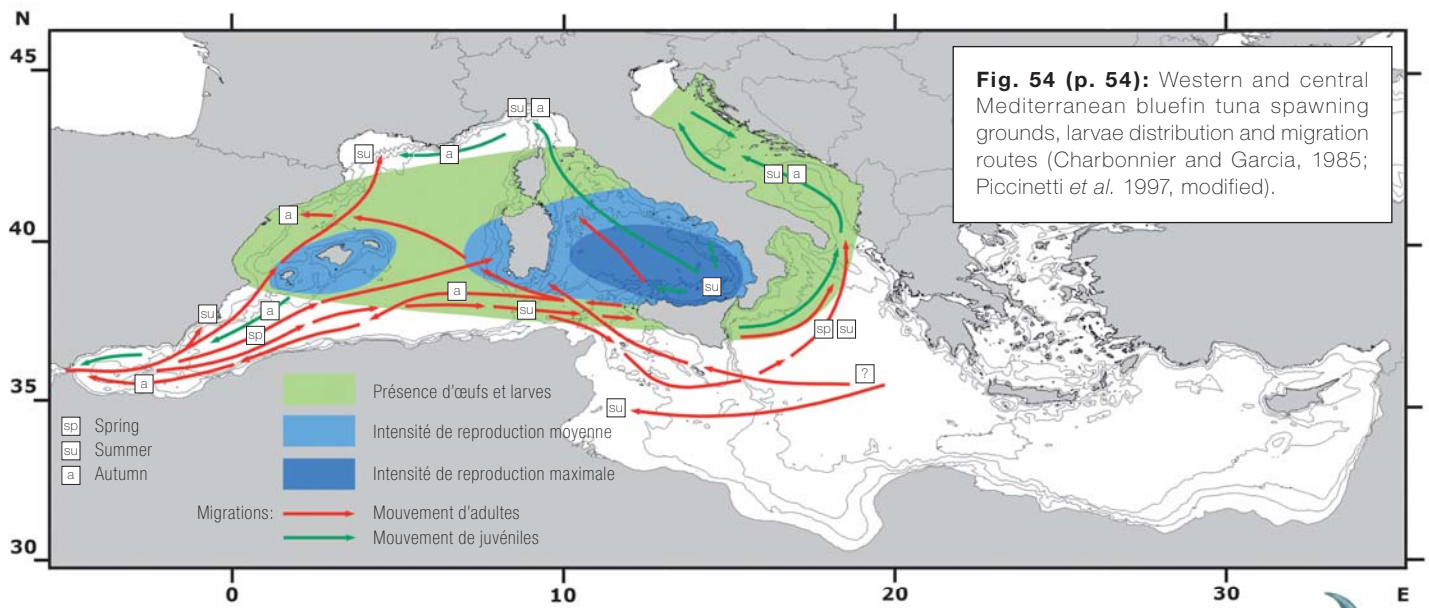 N
45
40
35
30
0
10
20
30
E
Fig. 54 (p. 54): Western and central
Mediterranean bluefin tuna spawning
grounds, larvae distribution and migration
routes (Charbonnier and Garcia, 1985;
Piccinetti et al. 1997, modified).
su a
su
a
su a
a
su
a
su
a
su
sp
sp su
?
a
su
Présence d'œufs et larves
Intensité de reproduction moyenne
Intensité de reproduction maximale
sp Spring
su Summer
a Autumn
Migrations:
Mouvement d'adultes
Mouvement de juvéniles